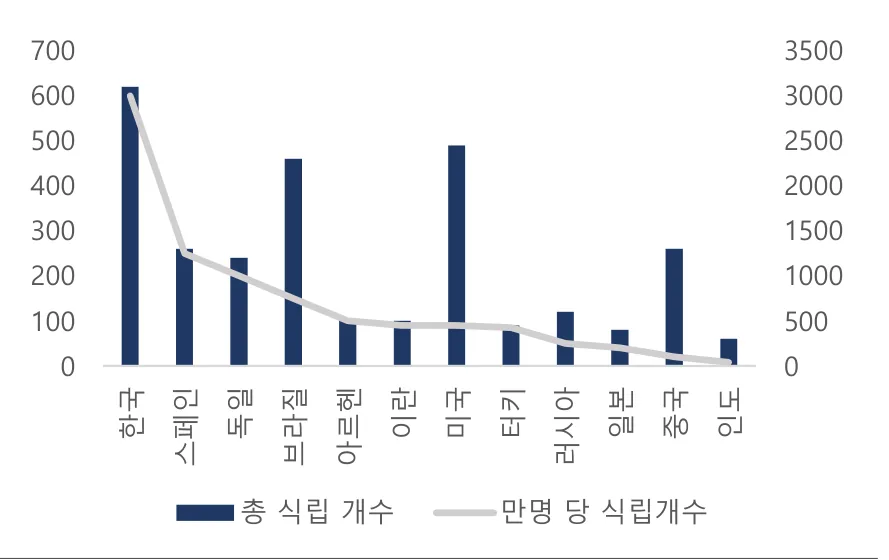 700
600
500
400
300
200
100
0
3500
3000
2500
2000
1500
1000
500
0
한국
스페인
독일
브라질
아르헨
이란
미국
터키
러시아
일본
중국
인도
총 식립 개수
만명 당 식립개수